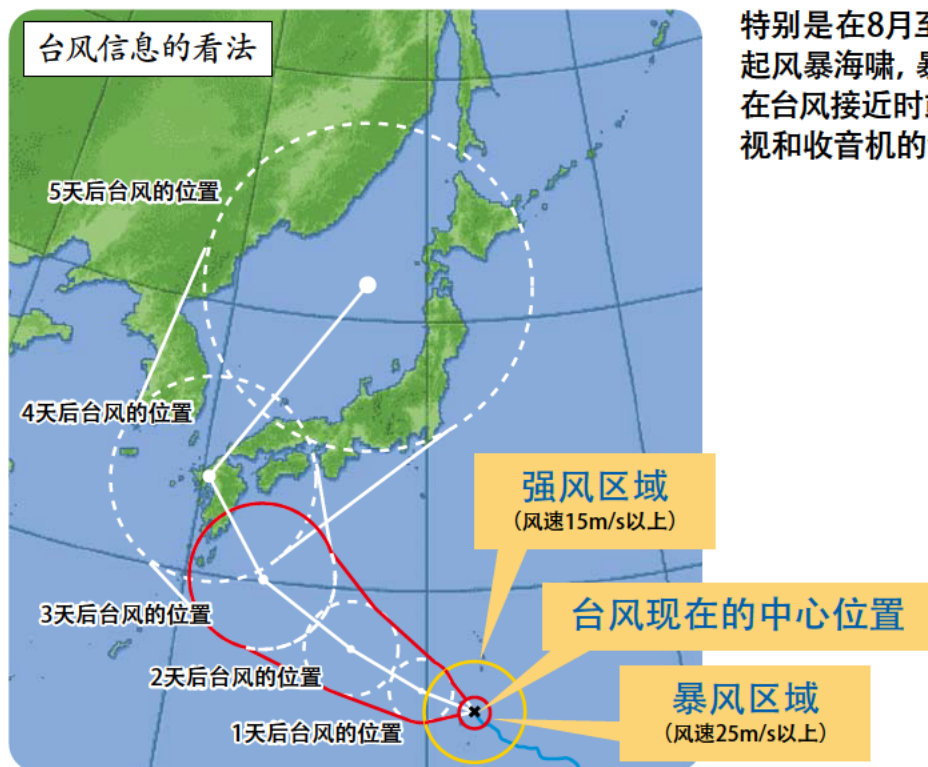 台风信息的看法
特别是在8月至
起风暴海啸, 暴
在台风接近时
视和收音机的
5天后台风的位置
4天后台风的位置
强风区域
(风速15m/s以上)
台风现在的中心位置
3天后台风的位置
2天后台风的位置
暴风区域
(风速25m/s以上)
1天后台风的位置